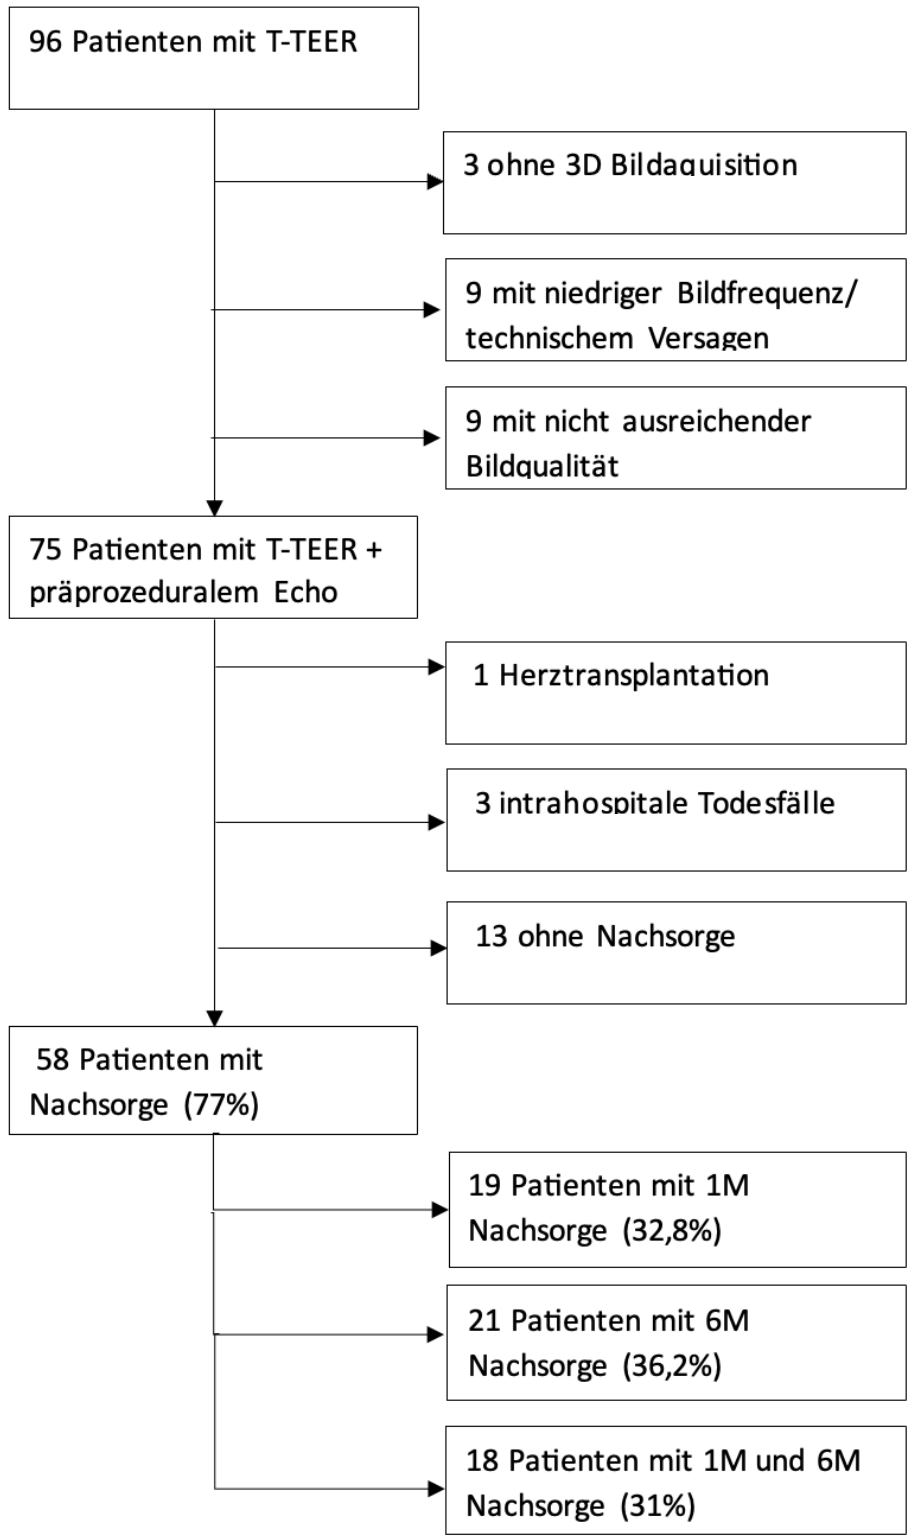 96 Patienten mit T-TEER
3 ohne 3D Bildaquisition
9 mit niedriger Bildfrequenz/
technischem Versagen
9 mit nicht ausreichender
Bildqualität
75 Patienten mit T-TEER +
präprozeduralem Echo
1 Herztransplantation
3 intrahospitale Todesfälle
13 ohne Nachsorge
58 Patienten mit
Nachsorge (77%)
19 Patienten mit 1M
Nachsorge (32,8%)
21 Patienten mit 6M
Nachsorge (36,2%)
18 Patienten mit 1M und 6M
Nachsorge (31%)